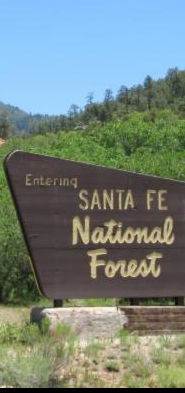 Entering
SANTA FE
National
Forest